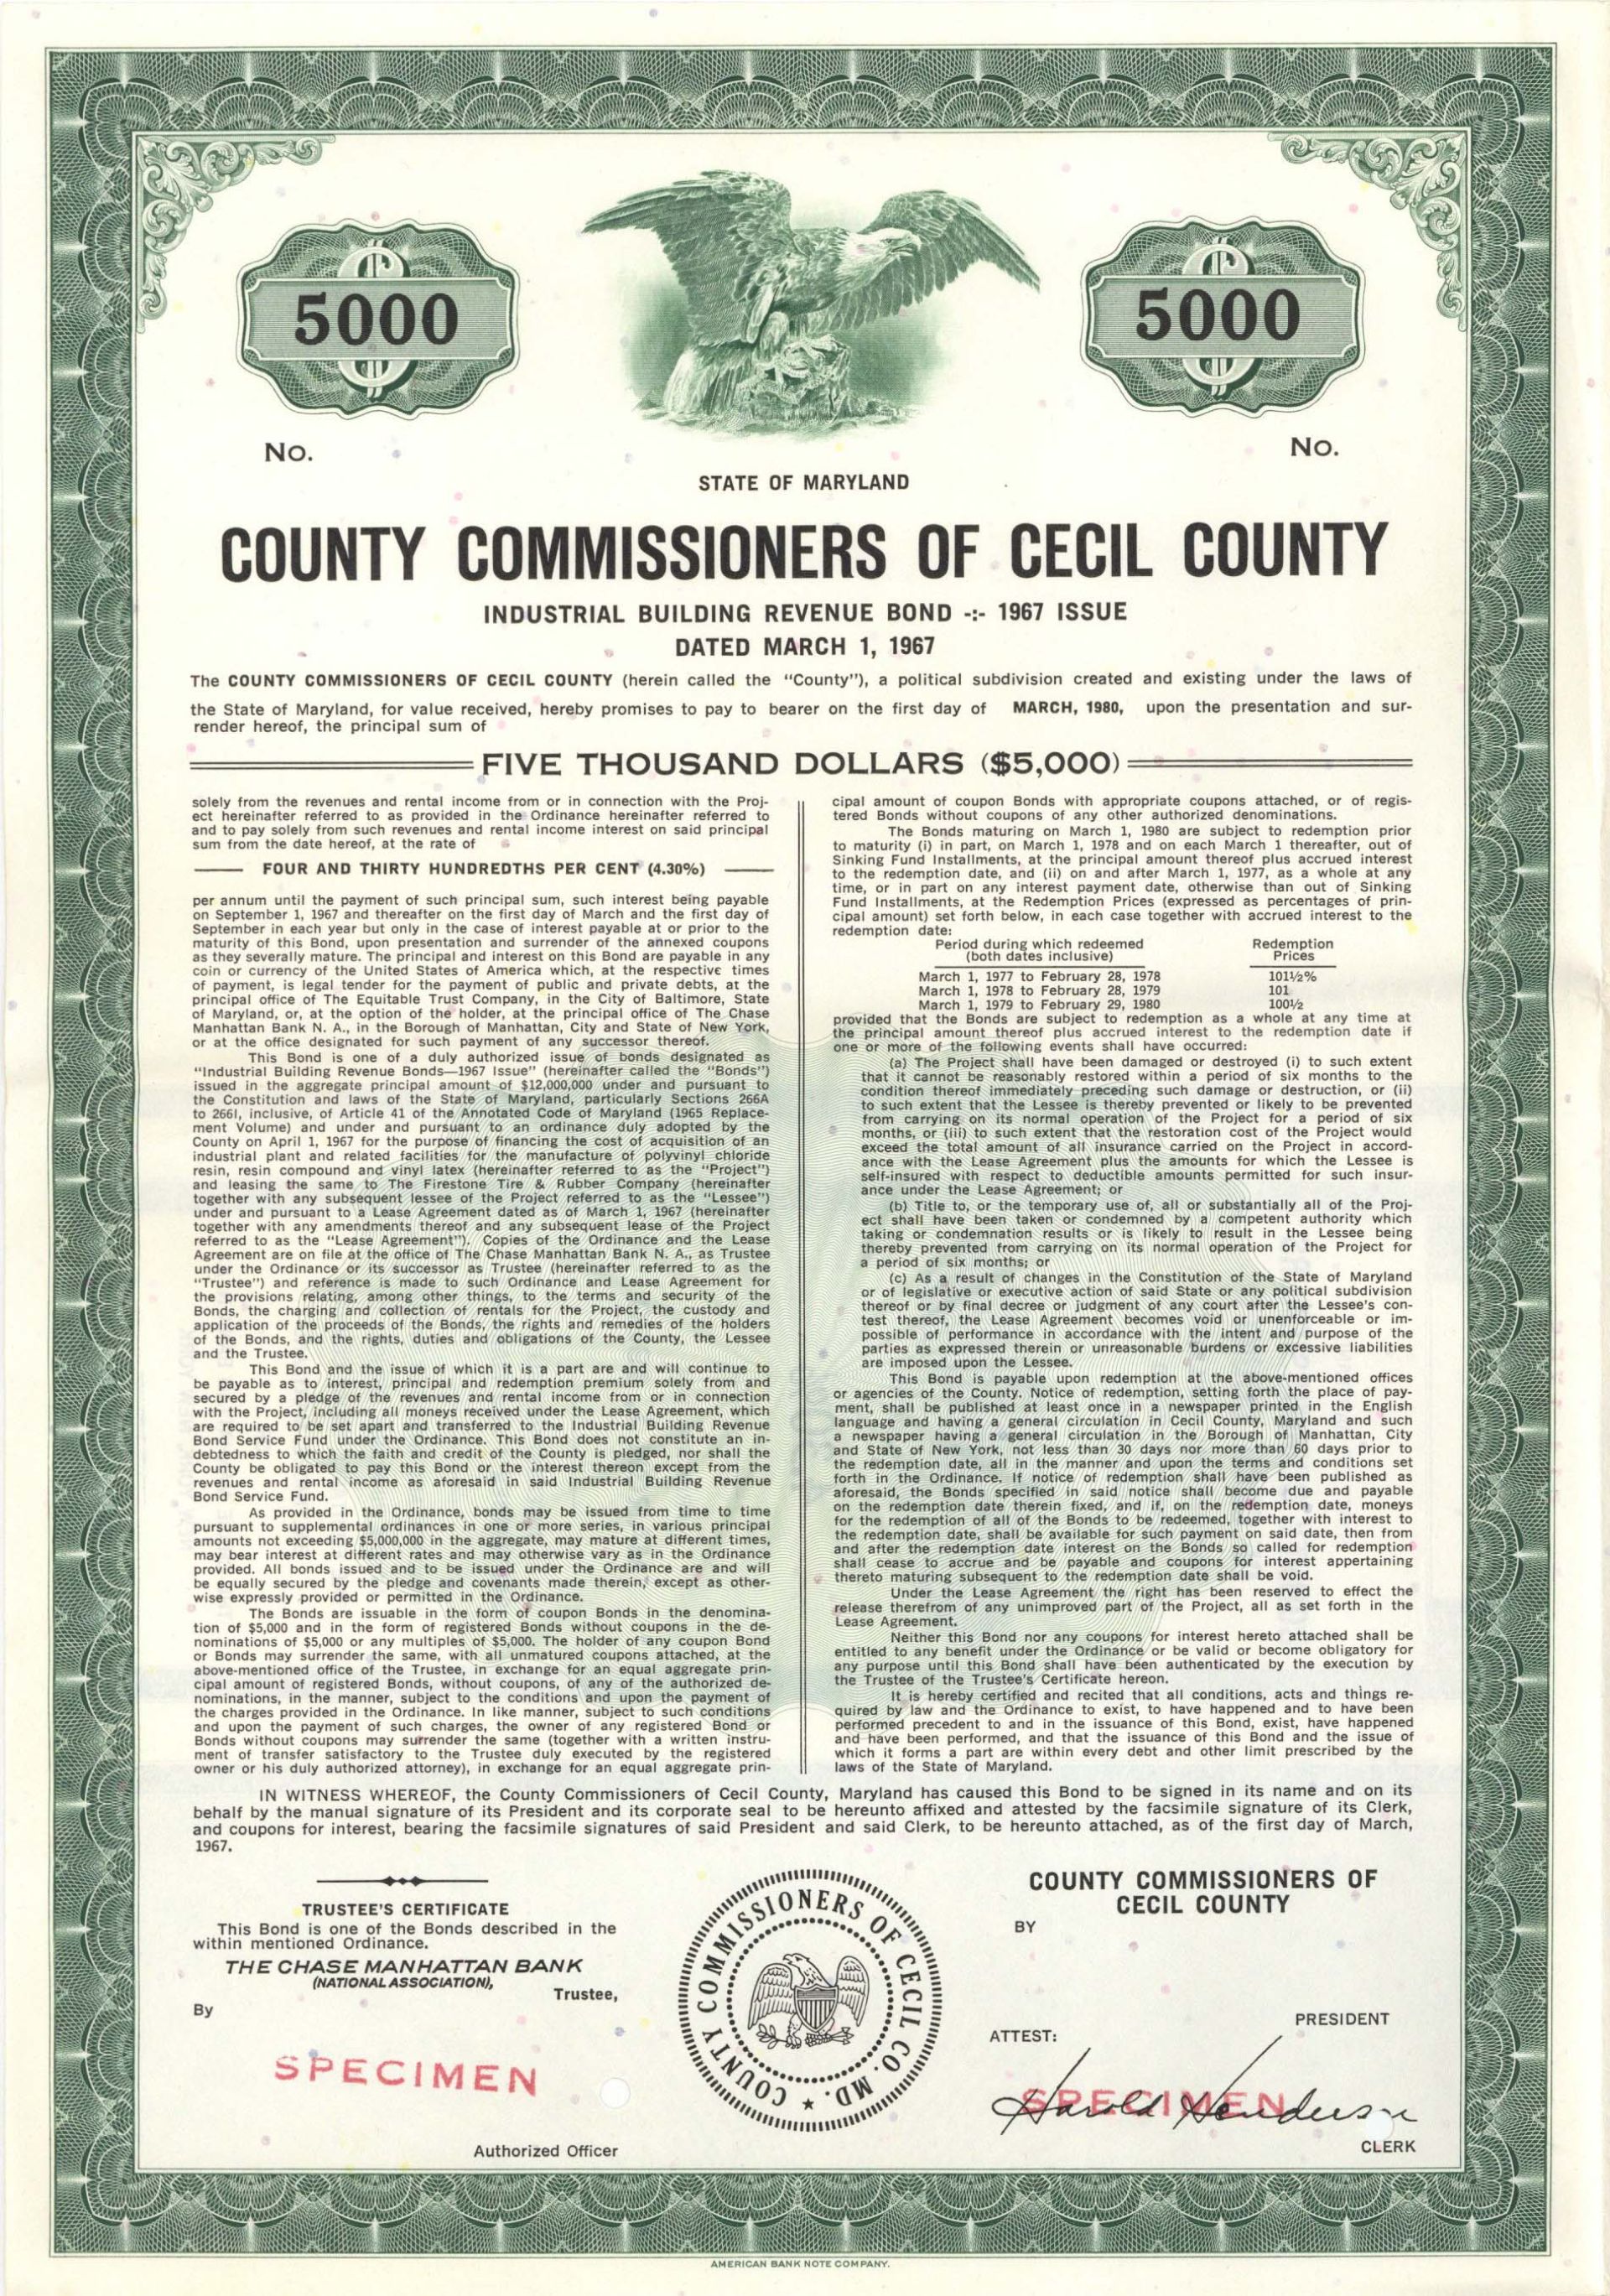 5000
5000
No.
No.
STATE OF MARYLAND
COUNTY COMMISSIONERS OF CECIL COUNTY
INDUSTRIAL BUILDING REVENUE BOND -:- 1967 ISSUE
DATED MARCH 1, 1967
The COUNTY COMMISSIONERS OF CECIL COUNTY (herein called the "County"), a political subdivision created and existing under the laws of
the State of Maryland, for value received, hereby promises to pay to bearer on the first day of MARCH, 1980, upon the presentation and sur-
render hereof, the principal sum of
FIVE THOUSAND DOLLARS ($5,000)
solely from the revenues and rental income from or in connection with the Proj-
ect hereinafter referred to as provided in the Ordinance hereinafter referred to
and to pay solely from such revenues and rental income interest on said principal
sum from the date hereof, at the rate of
FOUR AND THIRTY HUNDREDTHS PER CENT (4.30%)
per annum until the payment of such principal sum, such interest being payable
on September 1, 1967 and thereafter on the first day of March and the first day of
September in each year but only in the case of interest payable at or prior to the
maturity of this Bond, upon presentation and surrender of the annexed coupons
as they severally mature. The principal and interest on this Bond are payable in any
coin or currency of the United States of America which, at the respective times
of payment, is legal tender for the payment of public and private debts, at the
principal office of The Equitable Trust Company, in the City of Baltimore, State
of Maryland, or, at the option of the holder, at the principal office of The Chase
Manhattan Bank N. A., in the Borough of Manhattan, City and State of New York,
or at the office designated for such payment of any successor thereof.
This Bond is one of a duly authorized issue of bonds designated as
"Industrial Building Revenue Bonds—1967 Issue" (hereinafter called the "Bonds")
issued in the aggregate principal amount of $12,000,000 under and pursuant to
the Constitution and laws of the State of Maryland, particularly Sections 266A
to 266I, inclusive, of Article 41 of the Annotated Code of Maryland (1965 Replace-
ment Volume) and under and pursuant to an ordinance duly adopted by the
County on April 1, 1967 for the purpose of financing the cost of acquisition of an
industrial plant and related facilities for the manufacture of polyvinyl chloride
resin, resin compound and vinyl latex (hereinafter referred to as the "Project")
and leasing the same to The Firestone Tire & Rubber Company (hereinafter
together with any subsequent lessee of the Project referred to as the "Lessee")
under and pursuant to a Lease Agreement dated as of March 1, 1967 (hereinafter
together with any amendments thereof and any subsequent lease of the Project
referred to as the "Lease Agreement"). Copies of the Ordinance and the Lease
Agreement are on file at the office of The Chase Manhattan Bank N. A., as Trustee
under the Ordinance or its successor as Trustee (hereinafter referred to as the
"Trustee") and reference is made to such Ordinance and Lease Agreement for
the provisions relating, among other things, to the terms and security of the
Bonds, the charging and collection of rentals for the Project, the custody and
application of the proceeds of the Bonds, the rights and remedies of the holders
of the Bonds, and the rights, duties and obligations of the County, the Lessee
and the Trustee.
This Bond and the issue of which it is a part are and will continue to
be payable as to interest, principal and redemption premium solely from and
secured by a pledge of the revenues and rental income from or in connection
with the Project, including all moneys received under the Lease Agreement, which
are required to be set apart and transferred to the Industrial Building Revenue
Bond Service Fund under the Ordinance. This Bond does not constitute an in-
debtedness to which the faith and credit of the County is pledged, nor shall the
County be obligated to pay this Bond or the interest thereon except from the
revenues and rental income as aforesaid in said Industrial Building Revenue
Bond Service Fund.
As provided in the Ordinance, bonds may be issued from time to time
pursuant to supplemental ordinances in one or more series, in various principal
amounts not exceeding $5,000,000 in the aggregate, may mature at different times,
may bear interest at different rates and may otherwise vary as in the Ordinance
provided. All bonds issued and to be issued under the Ordinance are and will
be equally secured by the pledge and covenants made therein, except as other-
wise expressly provided or permitted in the Ordinance.
The Bonds are issuable in the form of coupon Bonds in the denomina-
tion of $5,000 and in the form of registered Bonds without coupons in the de-
nominations of $5,000 or any multiples of $5,000. The holder of any coupon Bond
or Bonds may surrender the same, with all unmatured coupons attached, at the
above-mentioned office of the Trustee, in exchange for an equal aggregate prin-
cipal amount of registered Bonds, without coupons, of any of the authorized de-
nominations, in the manner, subject to the conditions and upon the payment of
the charges provided in the Ordinance. In like manner, subject to such conditions
and upon the payment of such charges, the owner of any registered Bond or
Bonds without coupons may surrender the same (together with a written instru-
ment of transfer satisfactory to the Trustee duly executed by the registered
owner or his duly authorized attorney), in exchange for an equal aggregate prin-
cipal amount of coupon Bonds with appropriate coupons attached, or of regis-
tered Bonds without coupons of any other authorized denominations.
The Bonds maturing on March 1, 1980 are subject to redemption prior
to maturity (i) in part, on March 1, 1978 and on each March 1 thereafter, out of
Sinking Fund Installments, at the principal amount thereof plus accrued interest
to the redemption date, and (ii) on and after March 1, 1977, as a whole at any
time, or in part on any interest payment date, otherwise than out of Sinking
Fund Installments, at the Redemption Prices (expressed as percentages of prin-
cipal amount) set forth below, in each case together with accrued interest to the
redemption date:
Period during which redeemed Redemption
(both dates inclusive) Prices
March 1, 1977 to February 28, 1978 101½%
March 1, 1978 to February 28, 1979 101
March 1, 1979 to February 29, 1980 100½
provided that the Bonds are subject to redemption as a whole at any time at
the principal amount thereof plus accrued interest to the redemption date if
one or more of the following events shall have occurred:
(a) The Project shall have been damaged or destroyed (i) to such extent
that it cannot be reasonably restored within a period of six months to the
condition thereof immediately preceding such damage or destruction, or (ii)
to such extent that the Lessee is thereby prevented or likely to be prevented
from carrying on its normal operation of the Project for a period of six
months, or (iii) to such extent that the restoration cost of the Project would
exceed the total amount of all insurance carried on the Project in accord-
ance with the Lease Agreement plus the amounts for which the Lessee is
self-insured with respect to deductible amounts permitted for such insur-
ance under the Lease Agreement; or
(b) Title to, or the temporary use of, all or substantially all of the Proj-
ect shall have been taken or condemned by a competent authority which
taking or condemnation results or is likely to result in the Lessee being
thereby prevented from carrying on its normal operation of the Project for
a period of six months; or
(c) As a result of changes in the Constitution of the State of Maryland
or of legislative or executive action of said State or any political subdivision
thereof or by final decree or judgment of any court after the Lessee's con-
test thereof, the Lease Agreement becomes void or unenforceable or im-
possible of performance in accordance with the intent and purpose of the
parties as expressed therein or unreasonable burdens or excessive liabilities
are imposed upon the Lessee.
This Bond is payable upon redemption at the above-mentioned offices
or agencies of the County. Notice of redemption, setting forth the place of pay-
ment, shall be published at least once in a newspaper printed in the English
language and having a general circulation in Cecil County, Maryland and such
a newspaper having a general circulation in the Borough of Manhattan, City
and State of New York, not less than 30 days nor more than 60 days prior to
the redemption date, all in the manner and upon the terms and conditions set
forth in the Ordinance. If notice of redemption shall have been published as
aforesaid, the Bonds specified in said notice shall become due and payable
on the redemption date therein fixed, and if, on the redemption date, moneys
for the redemption of all of the Bonds to be redeemed, together with interest to
the redemption date, shall be available for such payment on said date, then from
and after the redemption date interest on the Bonds so called for redemption
shall cease to accrue and be payable and coupons for interest appertaining
thereto maturing subsequent to the redemption date shall be void.
Under the Lease Agreement the right has been reserved to effect the
release therefrom of any unimproved part of the Project, all as set forth in the
Lease Agreement.
Neither this Bond nor any coupons for interest hereto attached shall be
entitled to any benefit under the Ordinance or be valid or become obligatory for
any purpose until this Bond shall have been authenticated by the execution by
the Trustee of the Trustee's Certificate hereon.
It is hereby certified and recited that all conditions, acts and things re-
quired by law and the Ordinance to exist, to have happened and to have been
performed precedent to and in the issuance of this Bond, exist, have happened
and have been performed, and that the issuance of this Bond and the issue of
which it forms a part are within every debt and other limit prescribed by the
laws of the State of Maryland.
IN WITNESS WHEREOF, the County Commissioners of Cecil County, Maryland has caused this Bond to be signed in its name and on its
behalf by the manual signature of its President and its corporate seal to be hereunto affixed and attested by the facsimile signature of its Clerk,
and coupons for interest, bearing the facsimile signatures of said President and said Clerk, to be hereunto attached, as of the first day of March,
1967.
TRUSTEE'S CERTIFICATE
This Bond is one of the Bonds described in the
within mentioned Ordinance.
THE CHASE MANHATTAN BANK
(NATIONAL ASSOCIATION),
Trustee,
By
SPECIMEN
Authorized Officer
COUNTY COMMISSIONERS OF CECIL CO. MD.
COUNTY COMMISSIONERS OF
CECIL COUNTY
BY
PRESIDENT
ATTEST:
SPECIMEN
Harold Henderson
CLERK
AMERICAN BANK NOTE COMPANY.